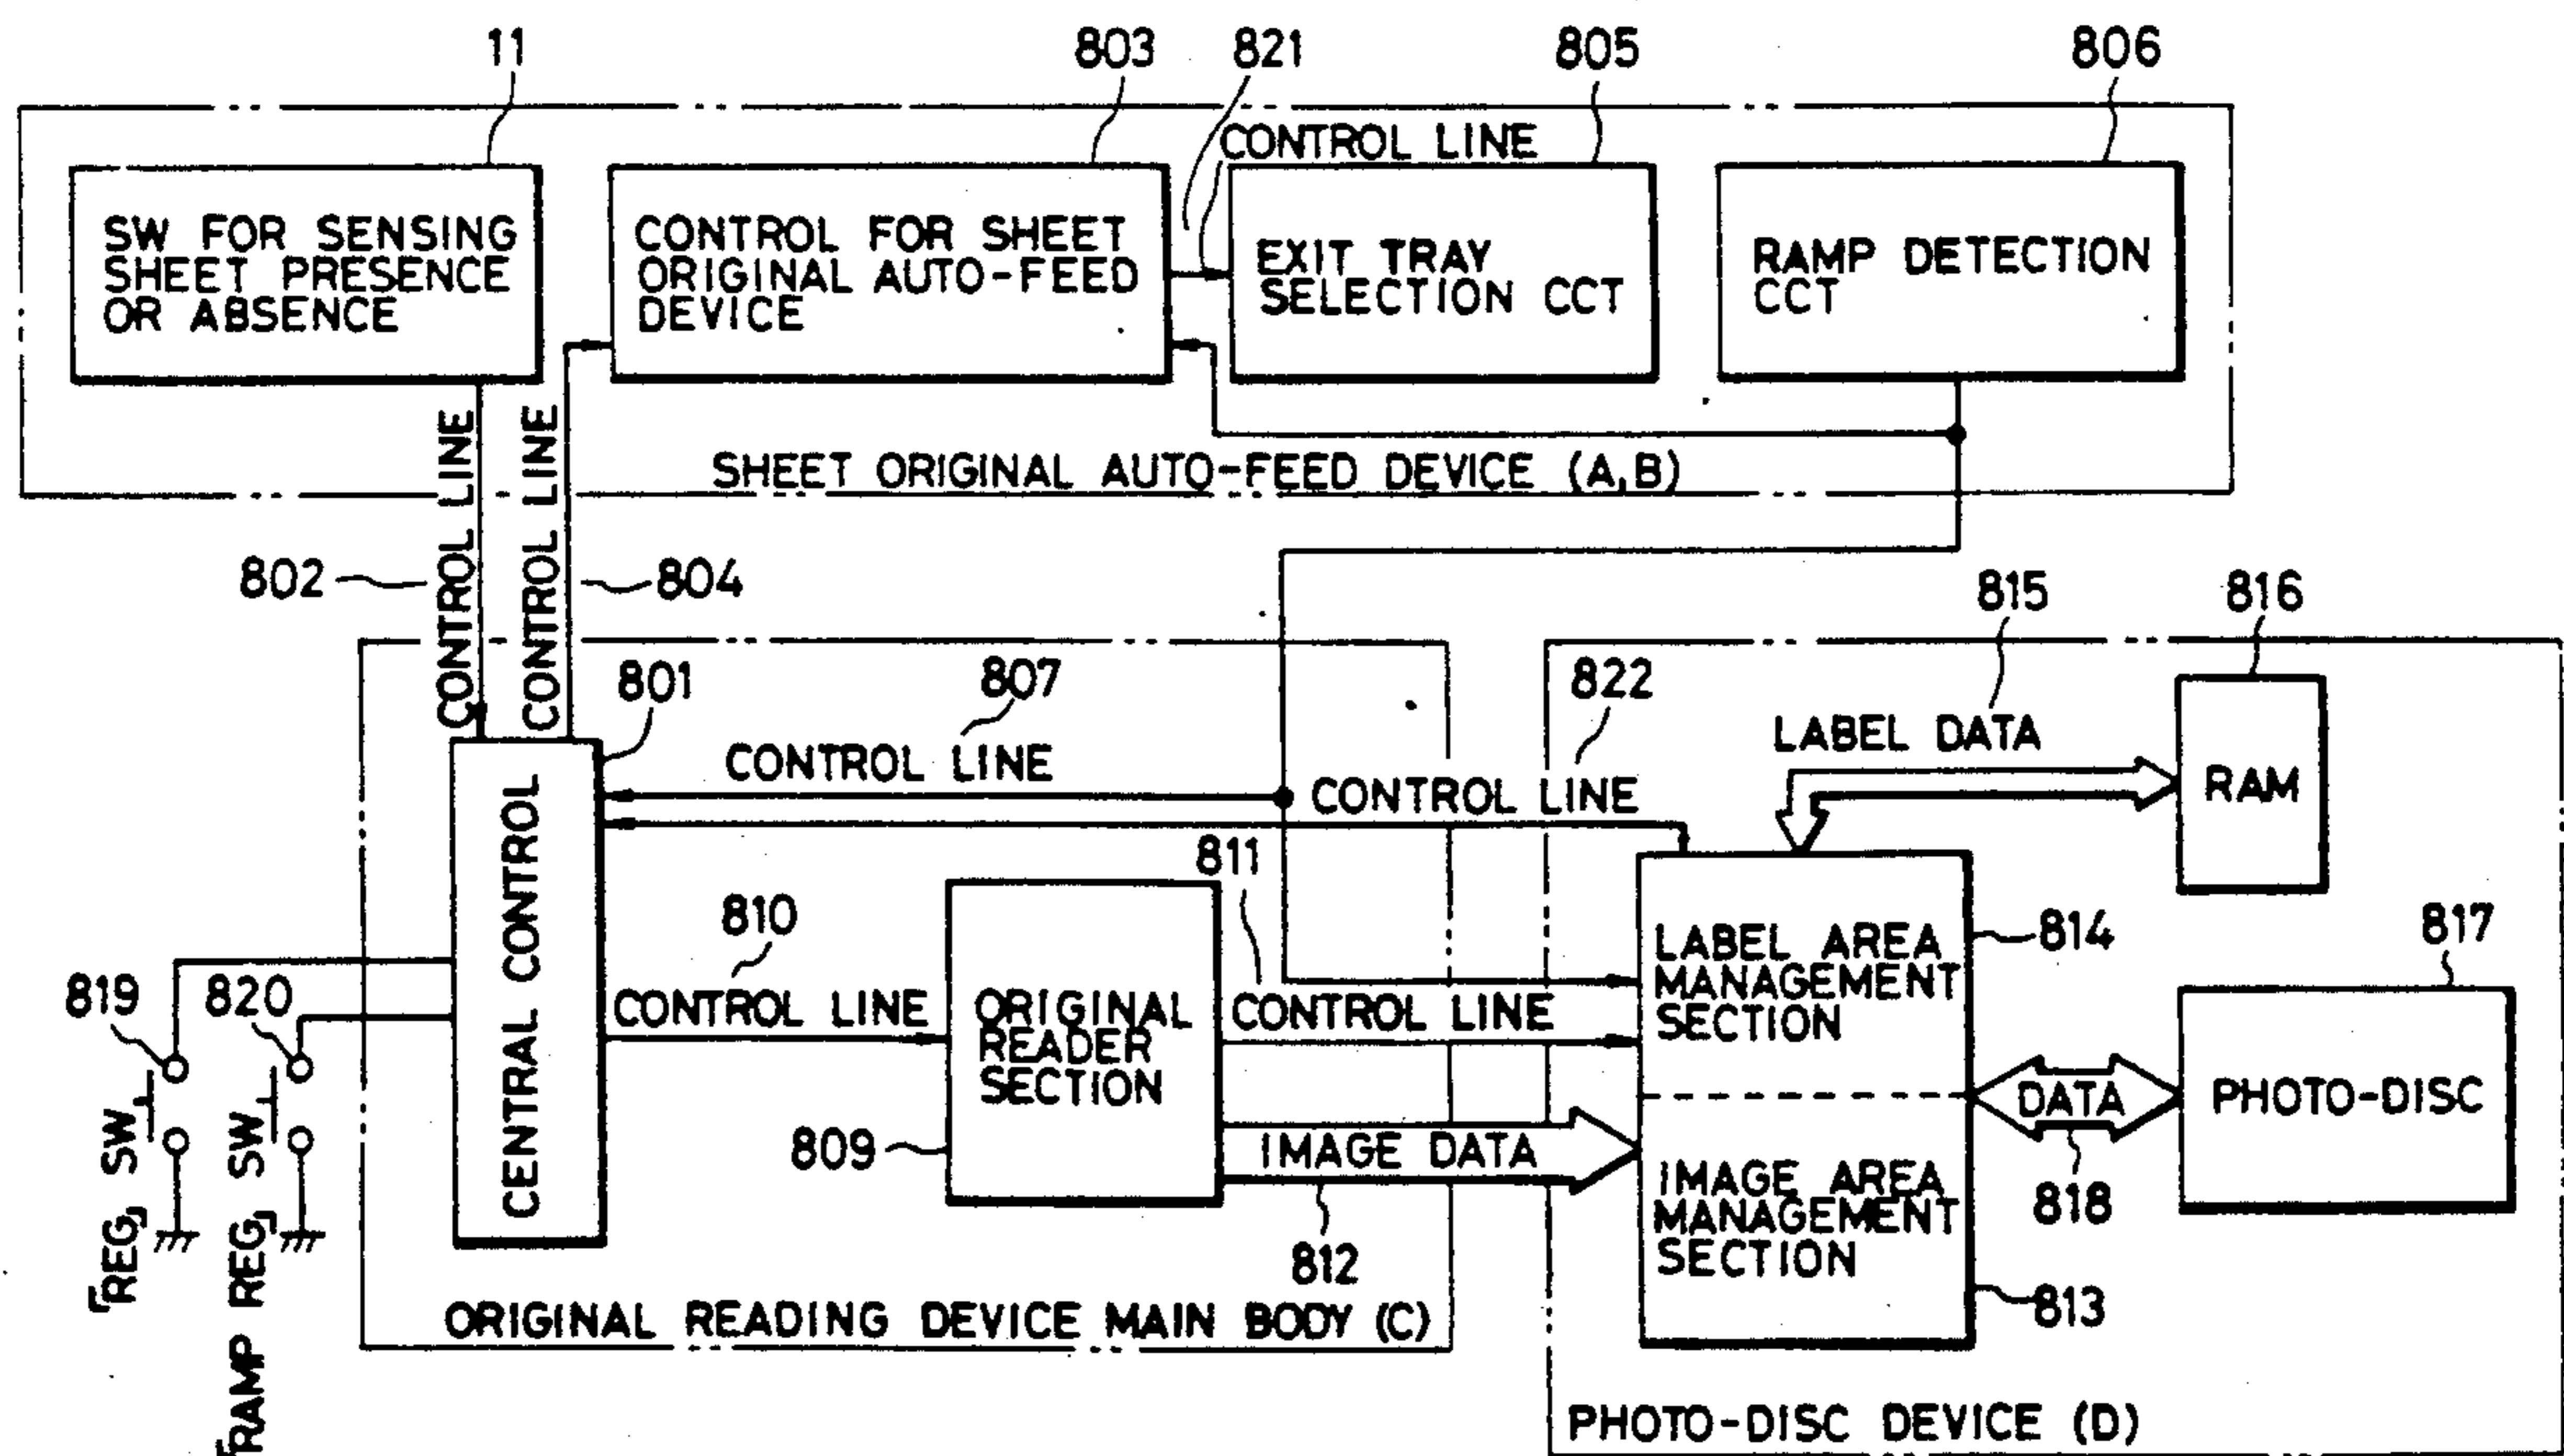 11
803
821
805
806
CONTROL LINE
SW FOR SENSING
SHEET PRESENCE
OR ABSENCE
CONTROL FOR SHEET
ORIGINAL AUTO-FEED
DEVICE
EXIT TRAY
SELECTION CCT
RAMP DETECTION
CCT
SHEET ORIGINAL AUTO-FEED DEVICE (A,B)
802
CONTROL LINE
CONTROL LINE
804
815
816
801
807
822
LABEL DATA
RAM
CONTROL LINE
CONTROL LINE
CENTRAL CONTROL
810
811
CONTROL LINE
ORIGINAL
READER
SECTION
809
CONTROL LINE
IMAGE DATA
812
LABEL AREA
MANAGEMENT
SECTION
814
IMAGE AREA
MANAGEMENT
SECTION
813
817
DATA
818
PHOTO-DISC
819
820
「REG」 SW
「RAMP REG」 SW
ORIGINAL READING DEVICE MAIN BODY (C)
PHOTO-DISC DEVICE (D)